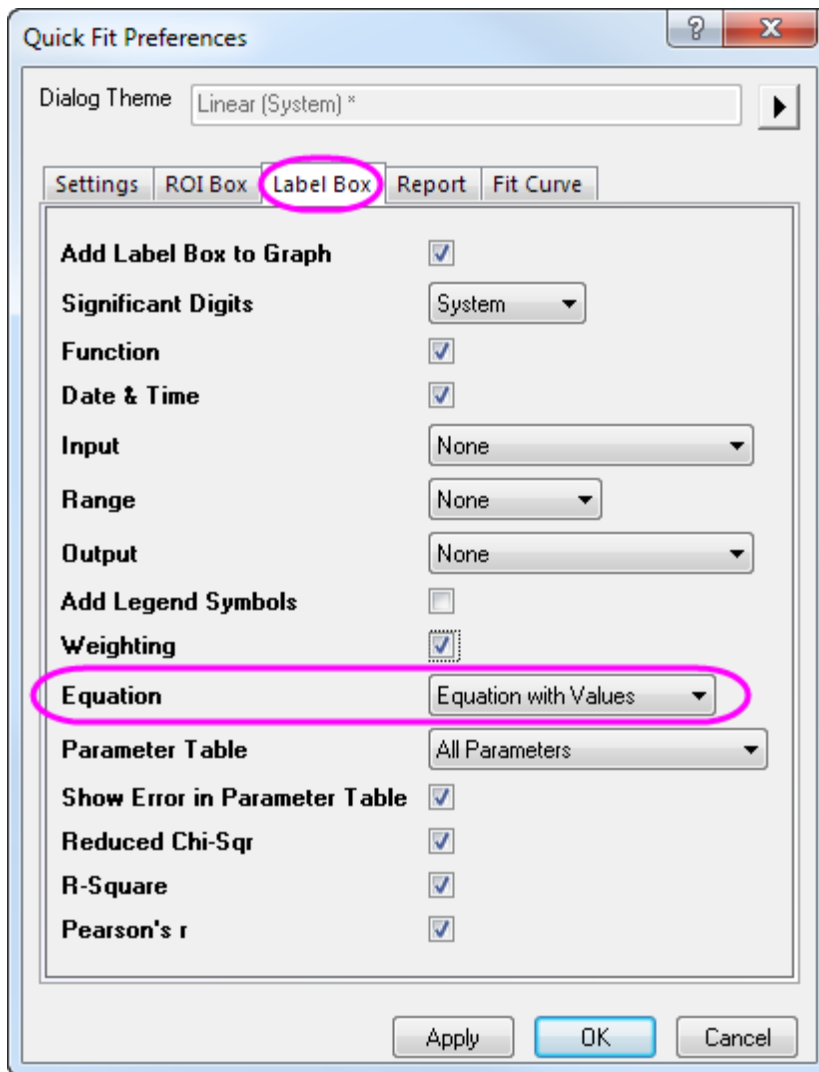 Quick Fit Preferences
Dialog Theme Linear (System) *
Settings ROI Box Label Box Report Fit Curve
Add Label Box to Graph
Significant Digits System
Function
Date & Time
Input None
Range None
Output None
Add Legend Symbols
Weighting
Equation Equation with Values
Parameter Table All Parameters
Show Error in Parameter Table
Reduced Chi-Sqr
R-Square
Pearson's r
Apply OK Cancel